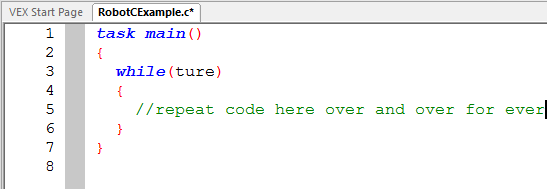 VEX Start Page RobotCExample.c*
1 task main()
2 {
3 while(ture)
4 {
5 //repeat code here over and over for ever
6 }
7 }
8